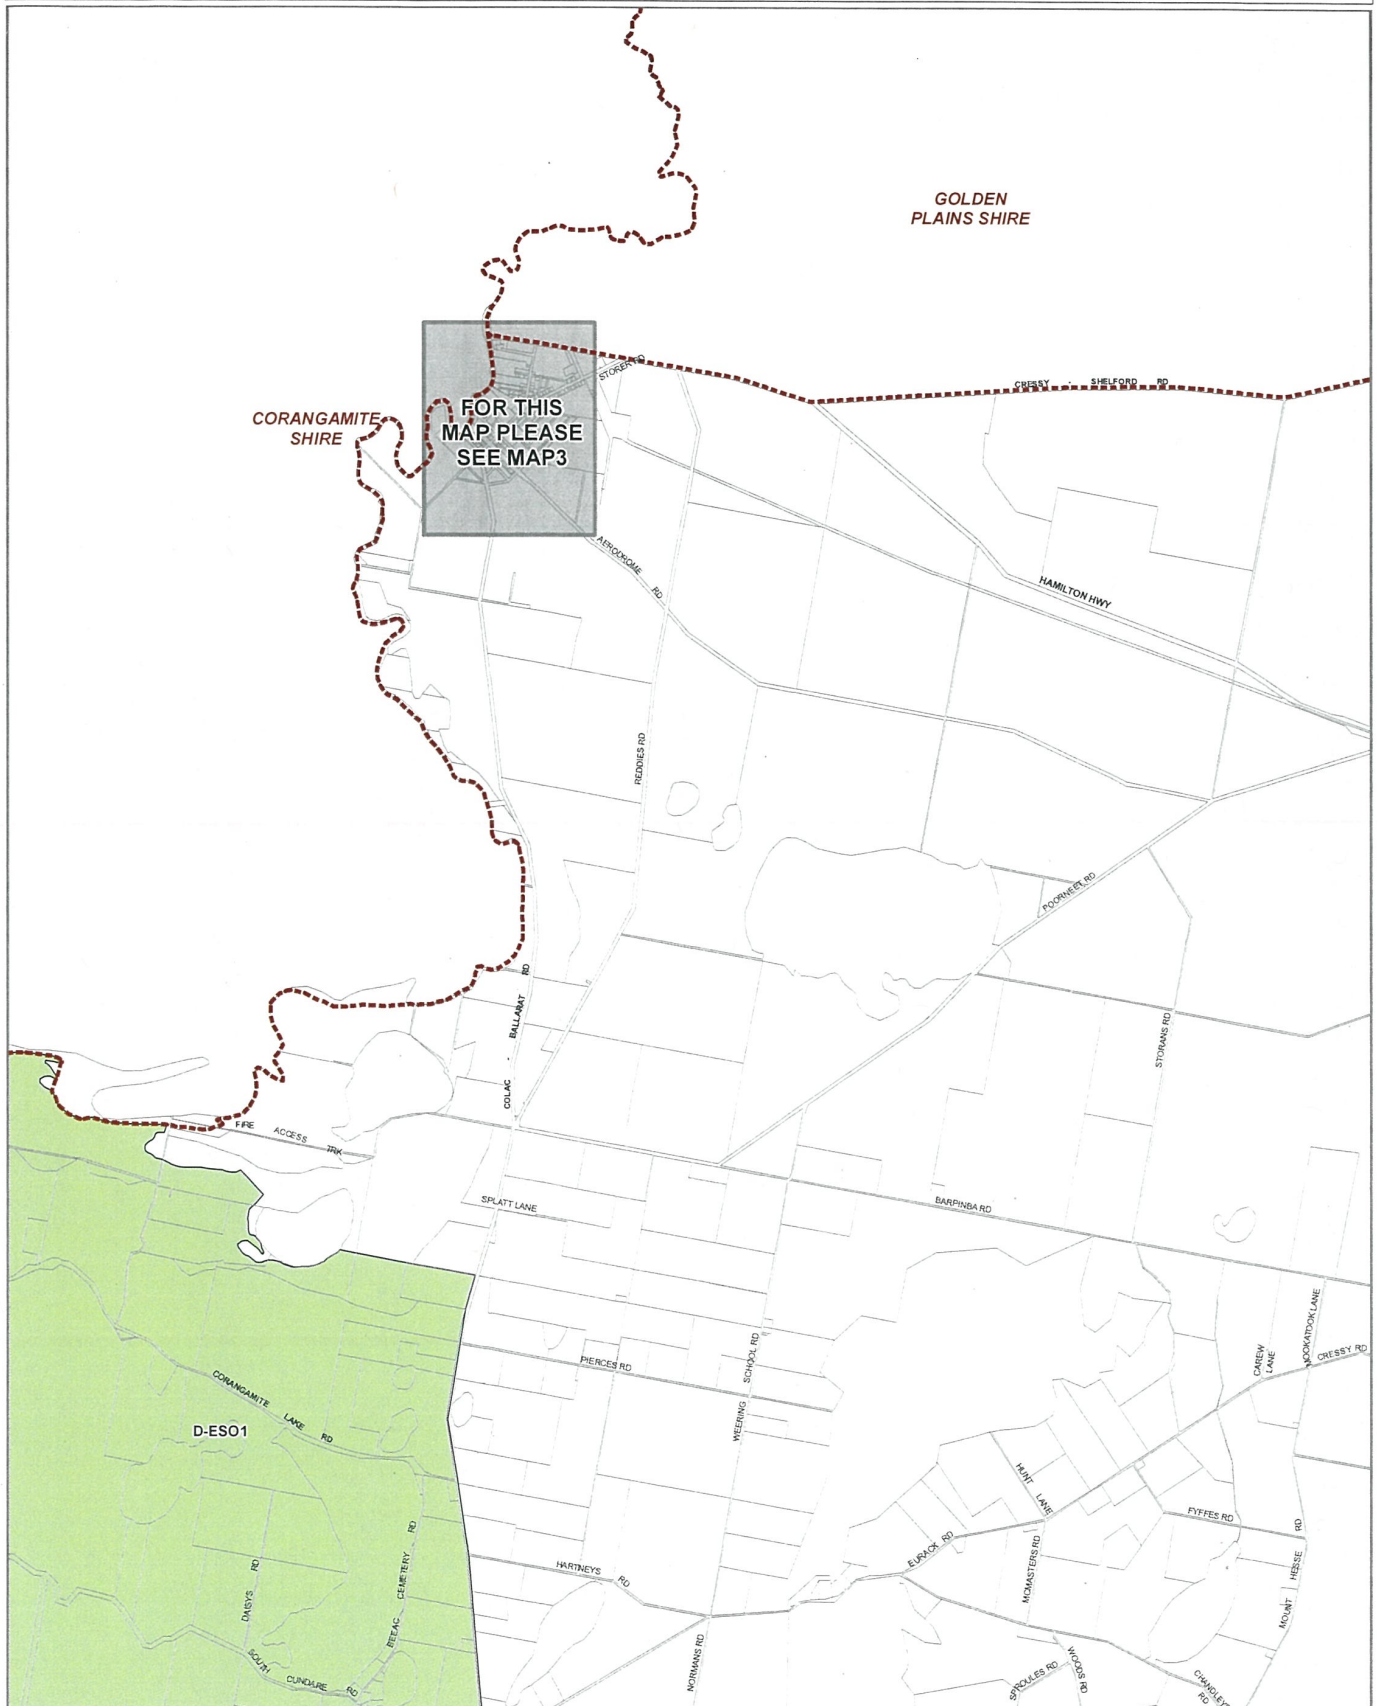 GOLDEN
PLAINS SHIRE
CORANGAMITE
SHIRE
FOR THIS
MAP PLEASE
SEE MAP3
STORER RD
CRESSY - SHELFORD RD
AERODROME RD
HAMILTON HWY
REDDIES RD
POORNEET RD
COLAC - BALLARAT RD
STORANS RD
FIRE ACCESS TRK
SPLATT LANE
BARPINBA RD
PIERCES RD
WEERING SCHOOL RD
CAREW
LANE
MOOKATOOK LANE
CRESSY RD
CORANGAMITE LAKE RD
D-ESO1
HUNT LANE
FYFFES RD
EURACK RD
MCMASTERS RD
MOUNT HESSE RD
HARTNEYS RD
DAISYS RD
BEEAC CEMETERY RD
SOUTH CUNDARE RD
NORMANS RD
SPROULES RD
WOODS RD
RD